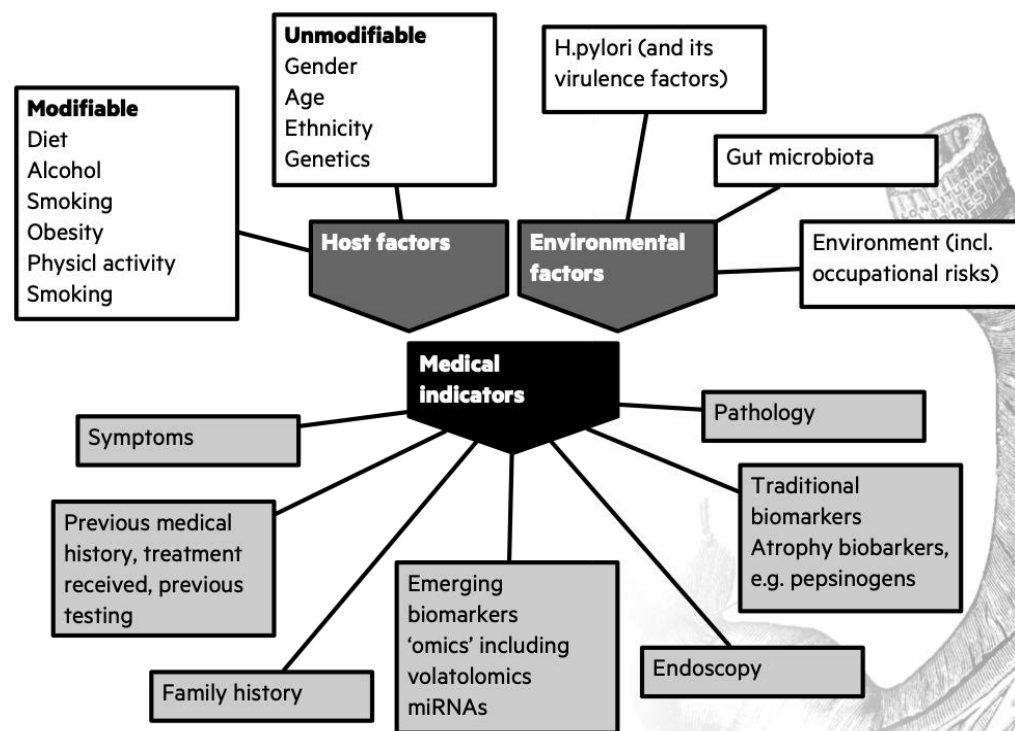 Unmodifiable
Gender
Age
Ethnicity
Genetics
H.pylori (and its
virulence factors)
Modifiable
Diet
Alcohol
Smoking
Obesity
Physicl activity
Smoking
Gut microbiota
Host factors
Environmental
factors
Environment (incl.
occupational risks)
Medical
indicators
Symptoms
Pathology
Previous medical
history, treatment
received, previous
testing
Traditional
biomarkers
Atrophy biobarkers,
e.g. pepsinogens
Emerging
biomarkers
‘omics’ including
volatolomics
miRNAs
Family history
Endoscopy
LONGITUDINAL